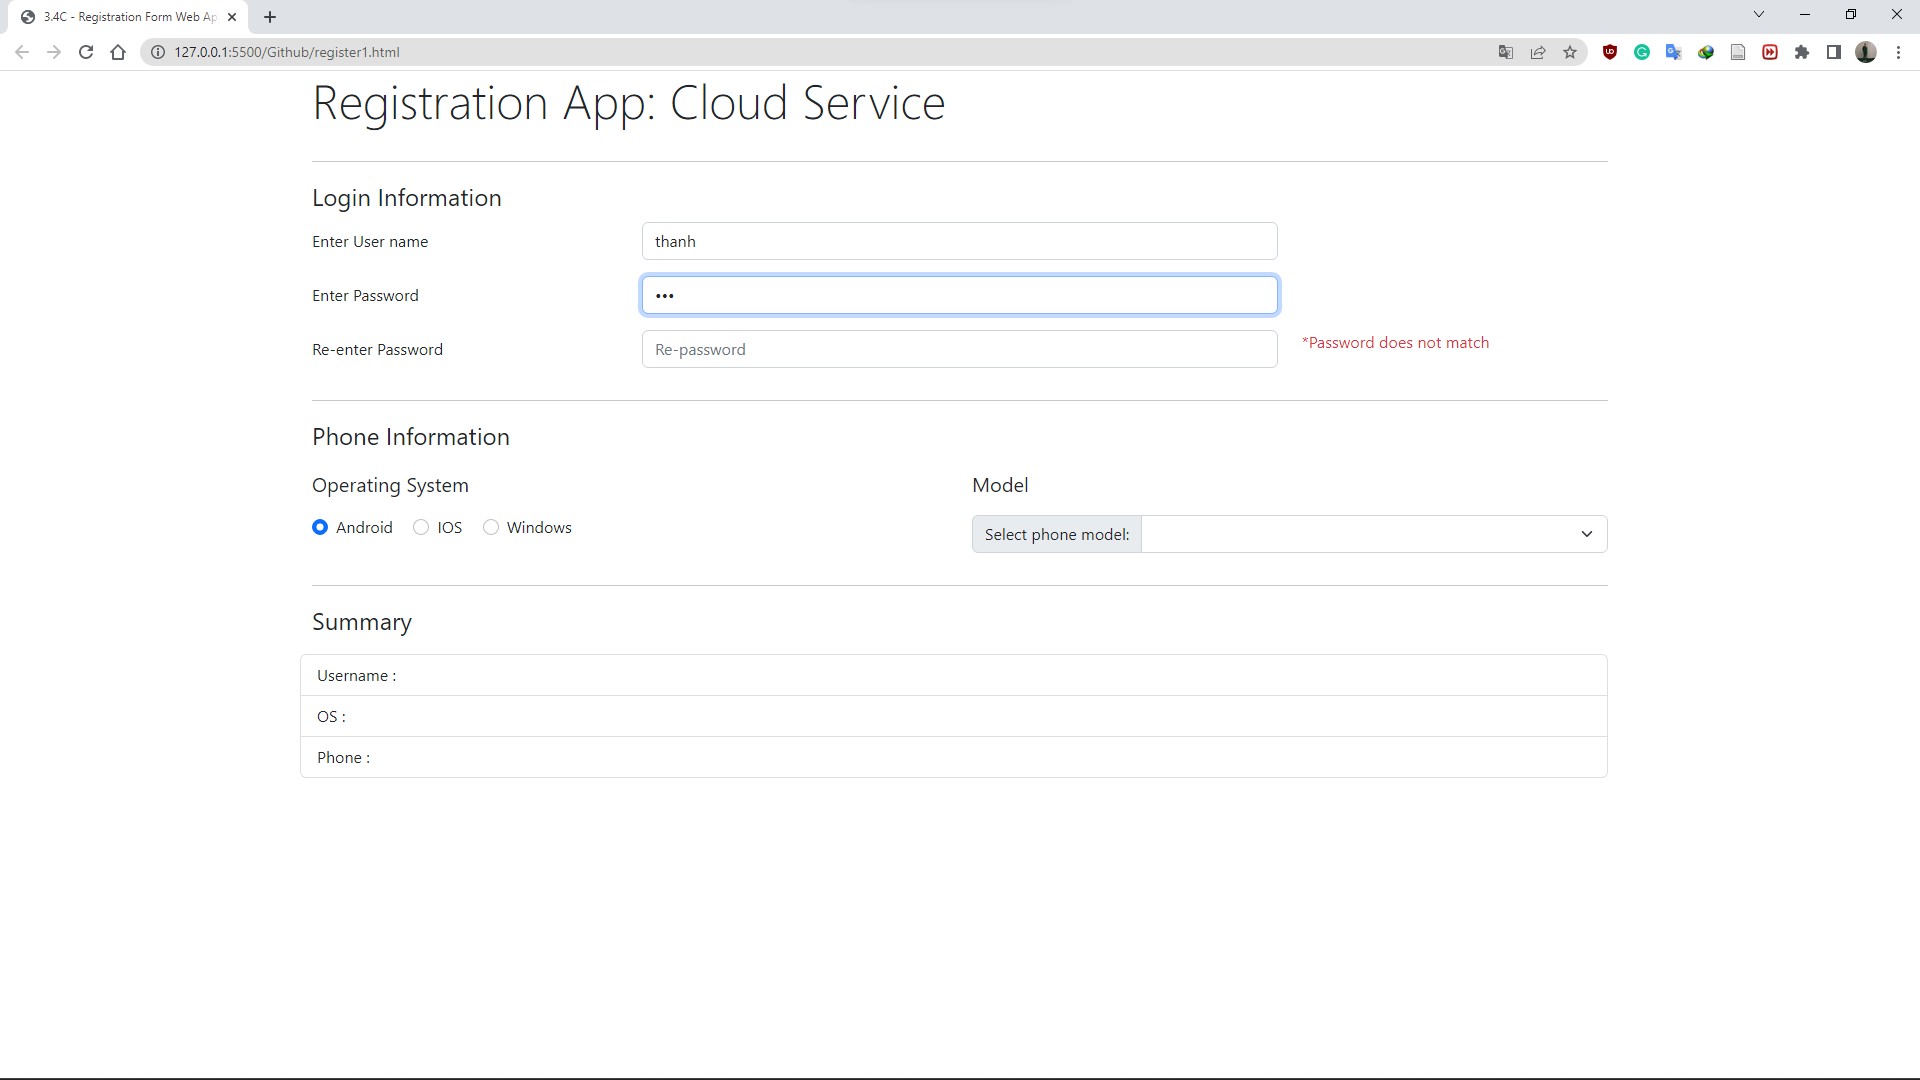 3.4C - Registration Form Web Ap
127.0.0.1:5500/Github/register1.html
Registration App: Cloud Service
Login Information
Enter User name
thanh
Enter Password
•••
Re-enter Password
Re-password
*Password does not match
Phone Information
Operating System
Model
Android
IOS
Windows
Select phone model:
Summary
Username :
OS :
Phone :